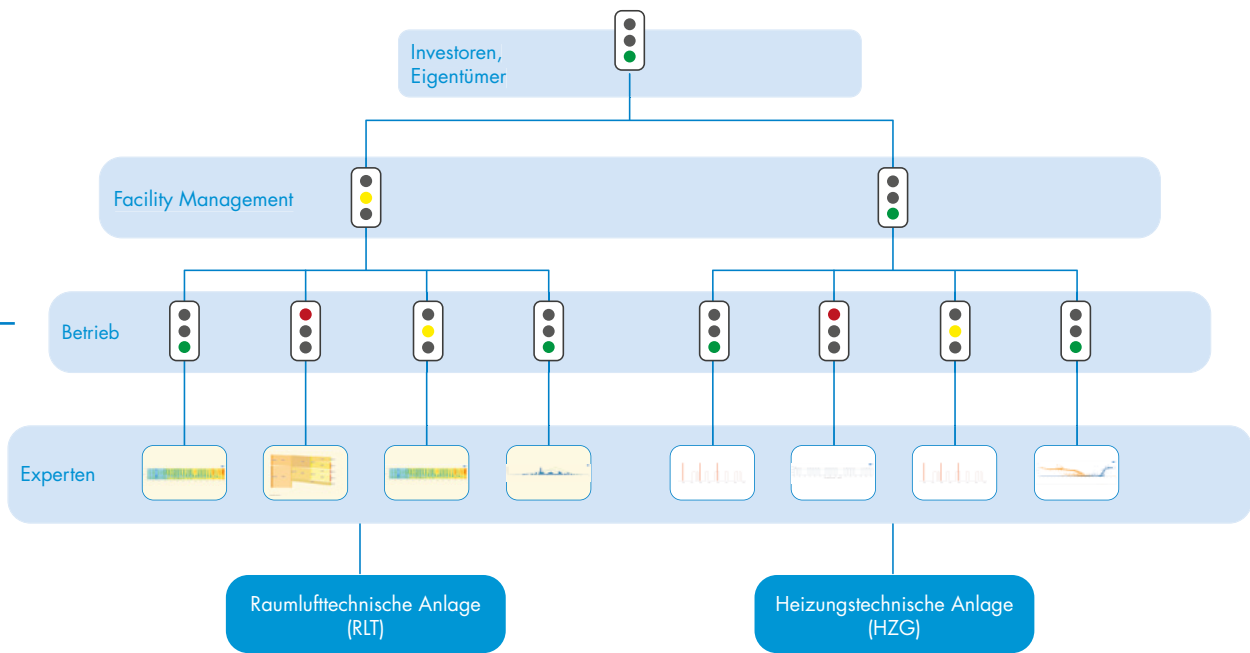 Investoren,
Eigentümer
Facility Management
Betrieb
Experten
Raumlufttechnische Anlage
(RLT)
Heizungstechnische Anlage
(HZG)